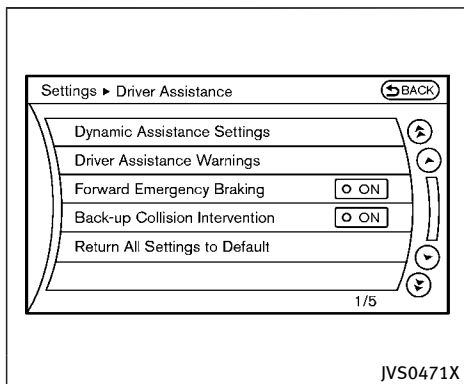 Settings ▸ Driver Assistance
BACK
Dynamic Assistance Settings
Driver Assistance Warnings
Forward Emergency Braking ON
Back-up Collision Intervention ON
Return All Settings to Default
1/5
JVS0471X